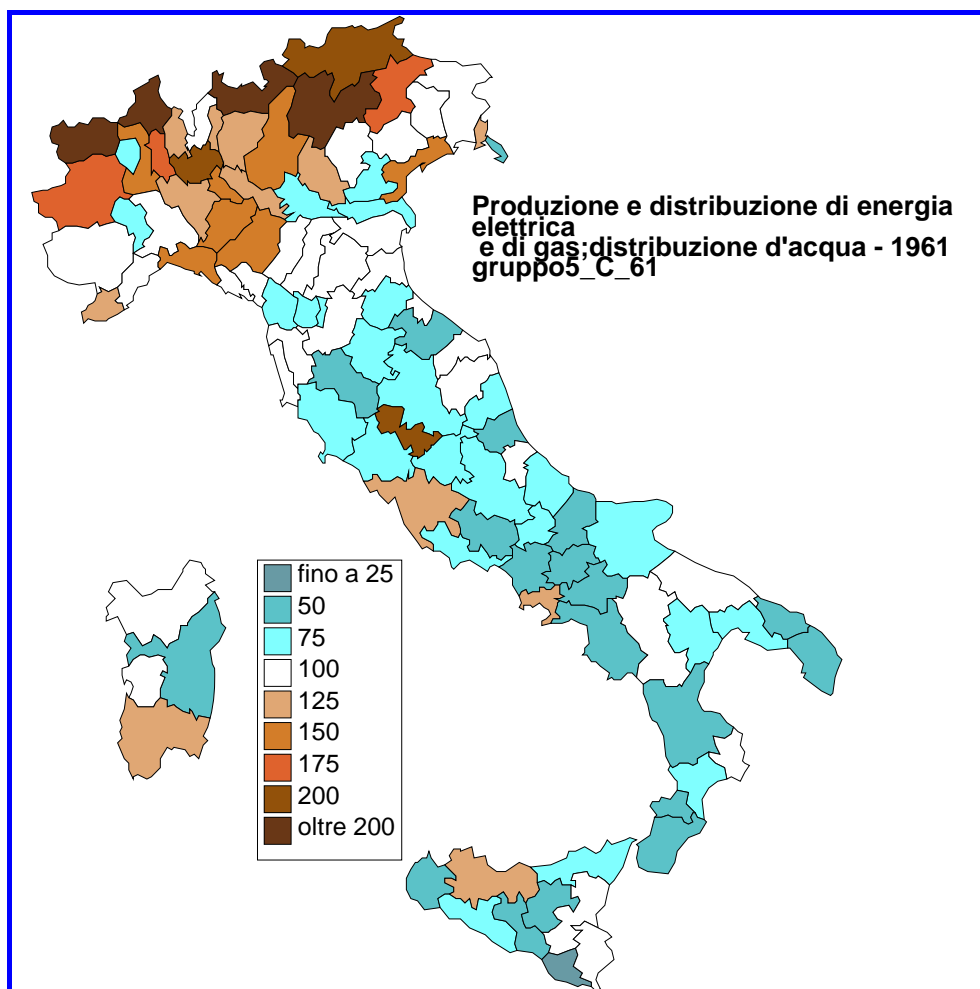 Produzione e distribuzione di energia
elettrica
e di gas;distribuzione d'acqua - 1961
gruppo5_C_61
fino a 25
50
75
100
125
150
175
200
oltre 200